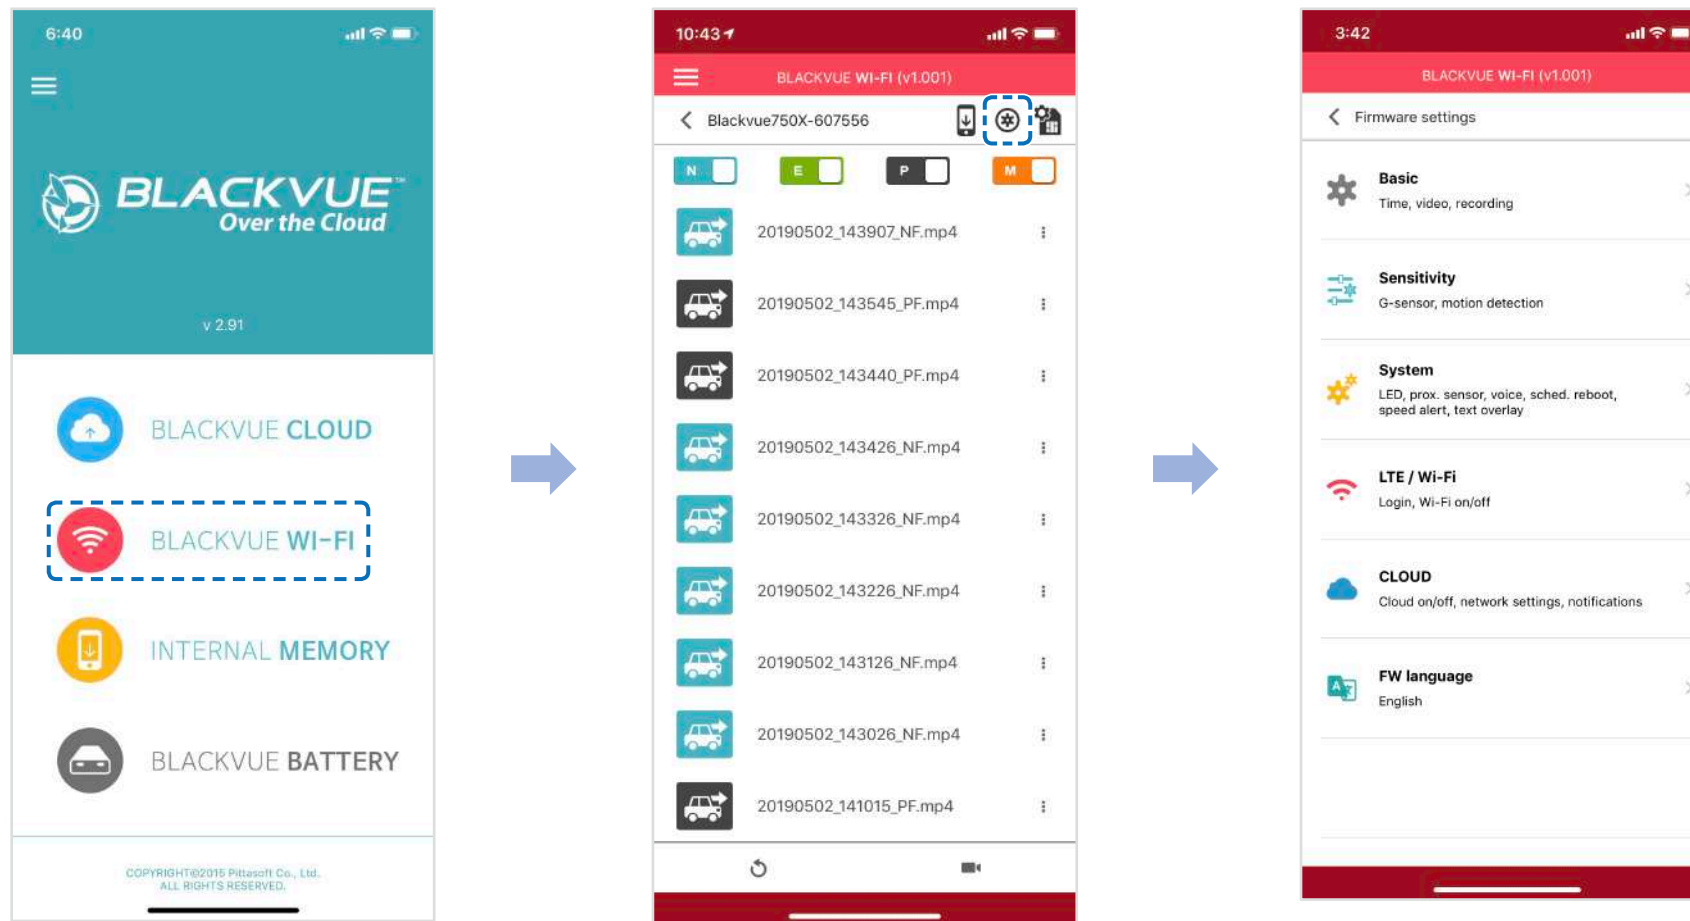 6:40
BLACKVUE™
Over the Cloud
v 2.91
BLACKVUE CLOUD
BLACKVUE WI-FI
INTERNAL MEMORY
BLACKVUE BATTERY
COPYRIGHT©2015 Pittasoft Co., Ltd.
ALL RIGHTS RESERVED.
10:43
BLACKVUE WI-FI (v1.001)
Blackvue750X-607556
N E P M
20190502_143907_NF.mp4
20190502_143545_PF.mp4
20190502_143440_PF.mp4
20190502_143426_NF.mp4
20190502_143326_NF.mp4
20190502_143226_NF.mp4
20190502_143126_NF.mp4
20190502_143026_NF.mp4
20190502_141015_PF.mp4
3:42
BLACKVUE WI-FI (v1.001)
Firmware settings
Basic
Time, video, recording
Sensitivity
G-sensor, motion detection
System
LED, prox. sensor, voice, sched. reboot,
speed alert, text overlay
LTE / Wi-Fi
Login, Wi-Fi on/off
CLOUD
Cloud on/off, network settings, notifications
FW language
English